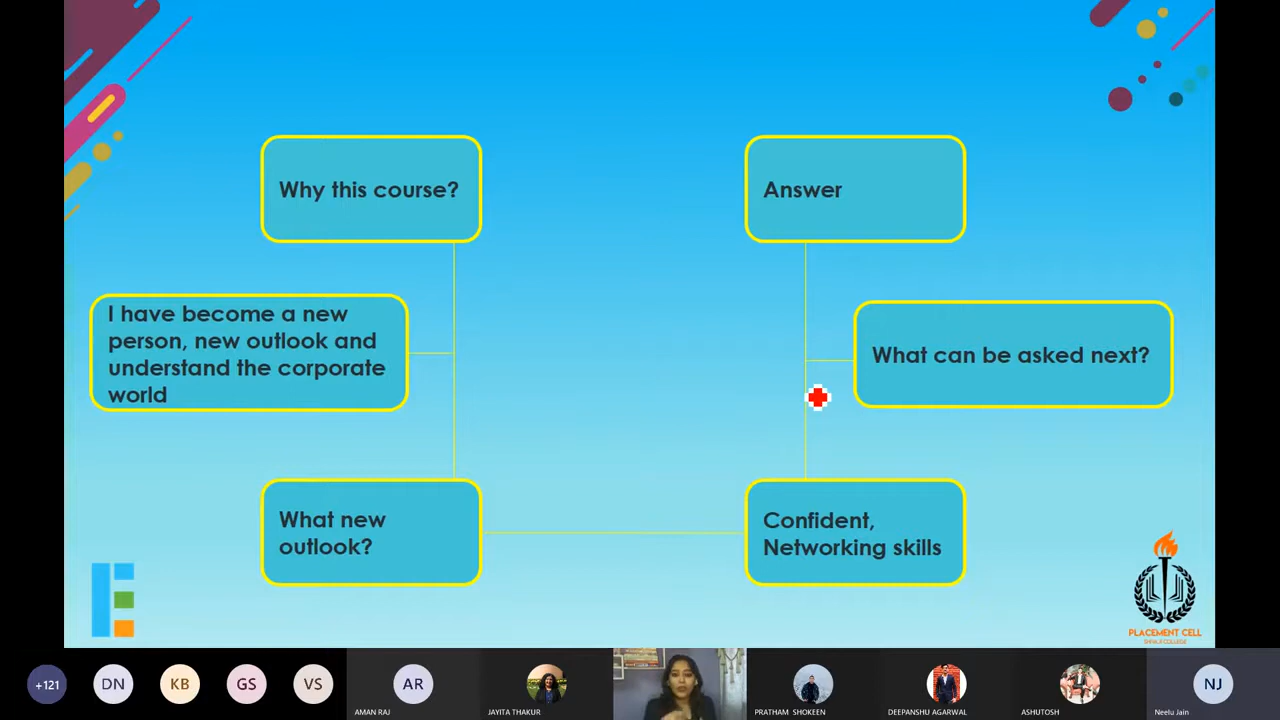 Why this course?
Answer
I have become a new
person, new outlook and
understand the corporate
world
What can be asked next?
What new
outlook?
Confident,
Networking skills
PLACEMENT CELL
+121
DN
KB
GS
VS
AR
AMAN RAJ
JAYITA THAKUR
PRATHAM SHOKEEN
DEEPANSHU AGARWAL
ASHUTOSH
NJ
Neelu Jain